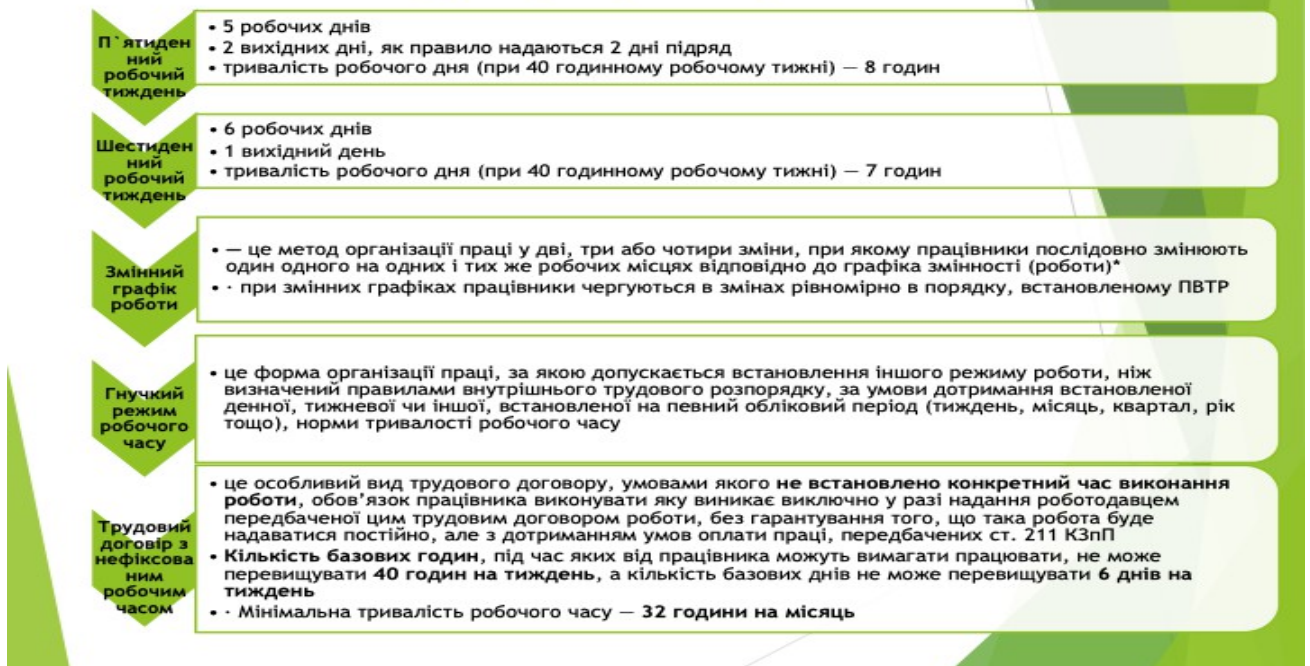 П`ятиден
ний
робочий
тиждень
• 5 робочих днів
• 2 вихідних дні, як правило надаються 2 дні підряд
• тривалість робочого дня (при 40 годинному робочому тижні) — 8 годин
Шестиден
ний
робочий
тиждень
• 6 робочих днів
• 1 вихідний день
• тривалість робочого дня (при 40 годинному робочому тижні) — 7 годин
Змінний
графік
роботи
• — це метод організації праці у дві, три або чотири зміни, при якому працівники послідовно змінюють
один одного на одних і тих же робочих місцях відповідно до графіка змінності (роботи)*
• · при змінних графіках працівники чергуються в змінах рівномірно в порядку, встановленому ПВТР
Гнучкий
режим
робочого
часу
• це форма організації праці, за якою допускається встановлення іншого режиму роботи, ніж
визначений правилами внутрішнього трудового розпорядку, за умови дотримання встановленої
денної, тижневої чи іншої, встановленої на певний обліковий період (тиждень, місяць, квартал, рік
тощо), норми тривалості робочого часу
Трудовий
договір з
нефіксова
ним
робочим
часом
• це особливий вид трудового договору, умовами якого не встановлено конкретний час виконання
роботи, обов’язок працівника виконувати яку виникає виключно у разі надання роботодавцем
передбаченої цим трудовим договором роботи, без гарантування того, що така робота буде
надаватися постійно, але з дотриманням умов оплати праці, передбачених ст. 211 КЗпП
• Кількість базових годин, під час яких від працівника можуть вимагати працювати, не може
перевищувати 40 годин на тиждень, а кількість базових днів не може перевищувати 6 днів на
тиждень
• · Мінімальна тривалість робочого часу — 32 години на місяць